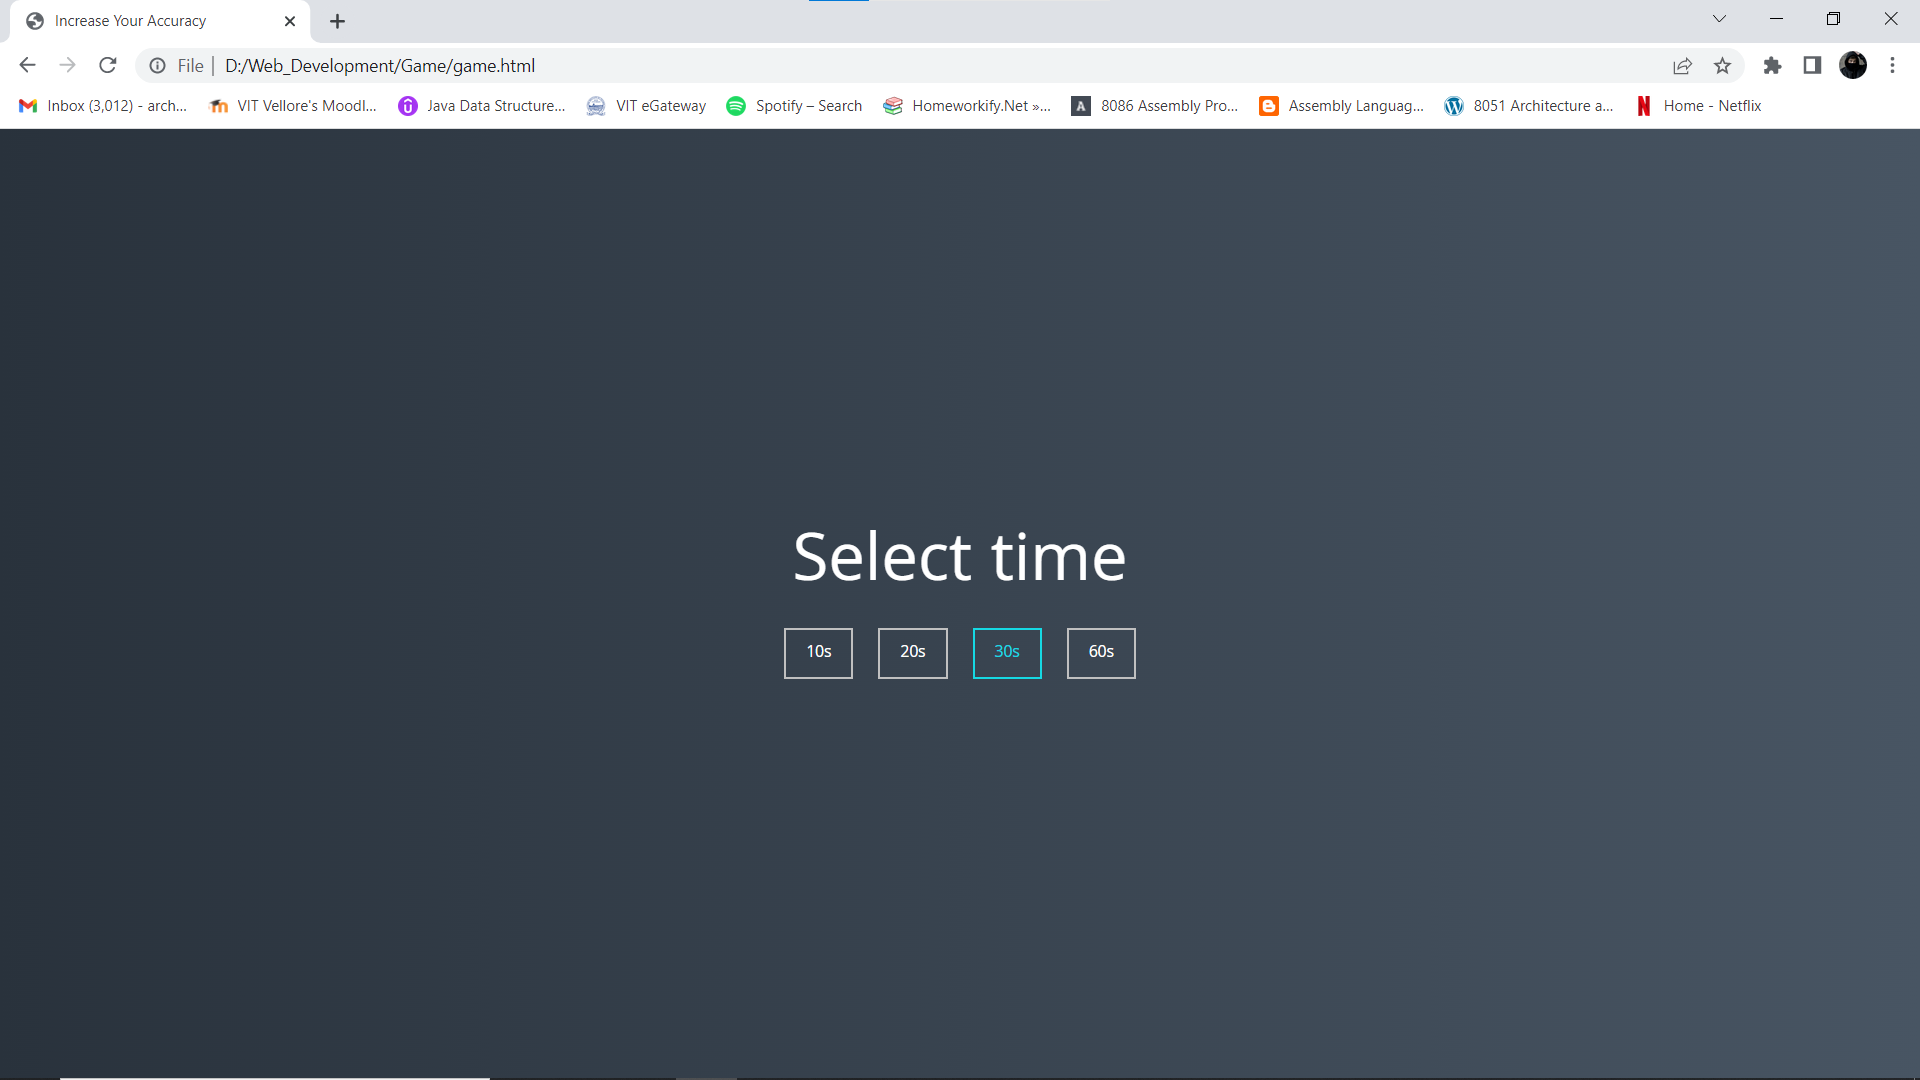 Increase Your Accuracy
File | D:/Web_Development/Game/game.html
Inbox (3,012) - arch... VIT Vellore's Moodl... Java Data Structure... VIT eGateway Spotify – Search Homeworkify.Net »... A 8086 Assembly Pro... Assembly Languag... 8051 Architecture a... Home - Netflix
Select time
10s 20s 30s 60s